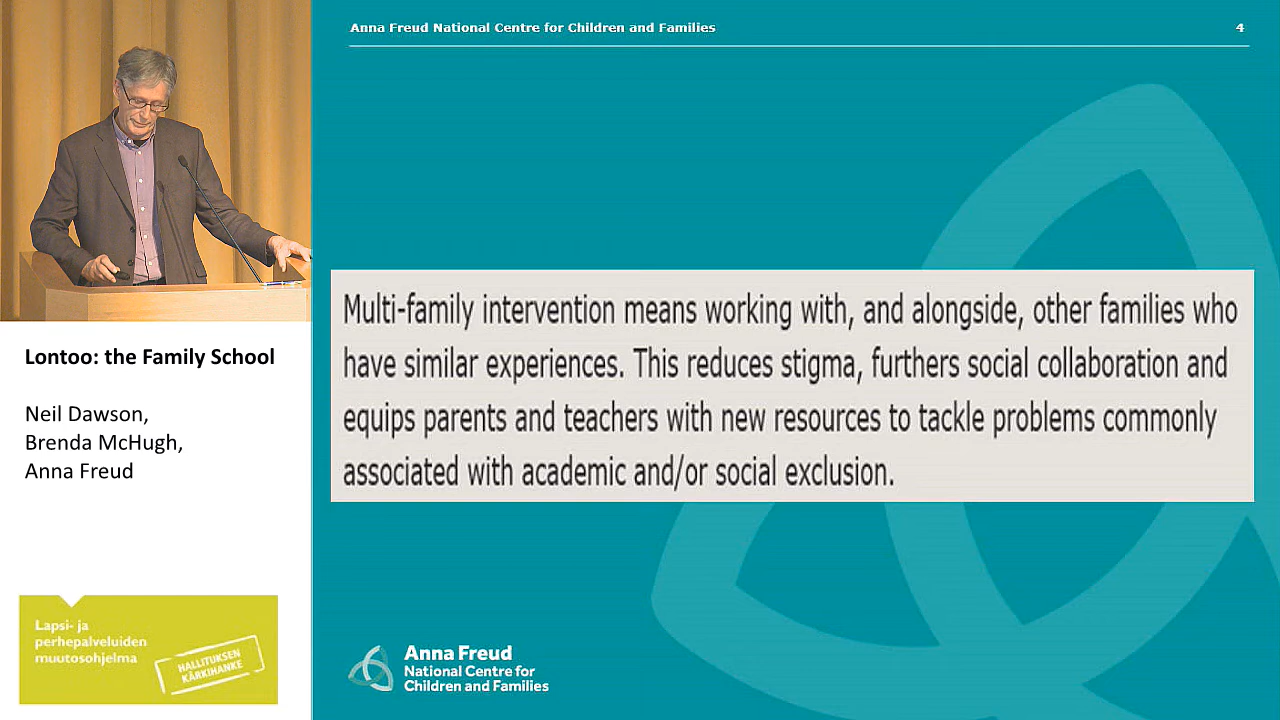 Anna Freud National Centre for Children and Families
4
Multi-family intervention means working with, and alongside, other families who
have similar experiences. This reduces stigma, furthers social collaboration and
equips parents and teachers with new resources to tackle problems commonly
associated with academic and/or social exclusion.
Lontoo: the Family School
Neil Dawson,
Brenda McHugh,
Anna Freud
Lapsi- ja
perhepalveluiden
muutosohjelma
HALLITUKSEN
KÄRKIHANKE
Anna Freud
National Centre for
Children and Families